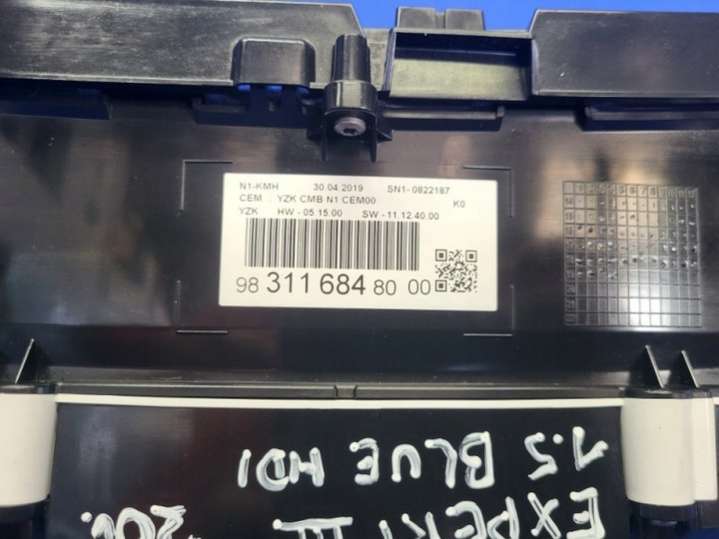 N1-KMH 30.04.2019 SN1-0822187
CEM : YZK CMB N1 CEM00 K0
YZK HW-05.15.00 SW-11.12.40.00
98 311 684 80 00
EXPERT III
1.5 BLUE HDI